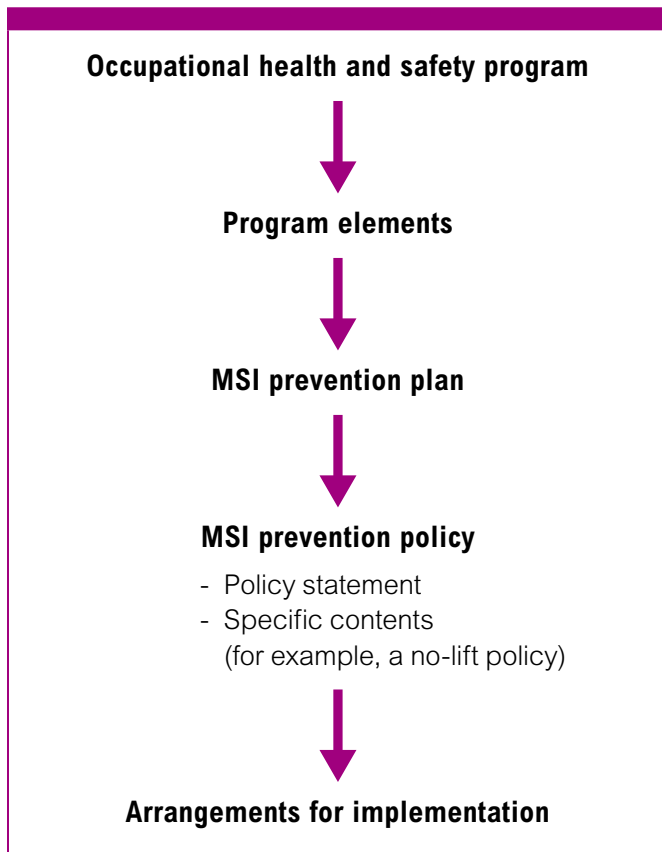 Occupational health and safety program
Program elements
MSI prevention plan
MSI prevention policy
- Policy statement
- Specific contents
(for example, a no-lift policy)
Arrangements for implementation